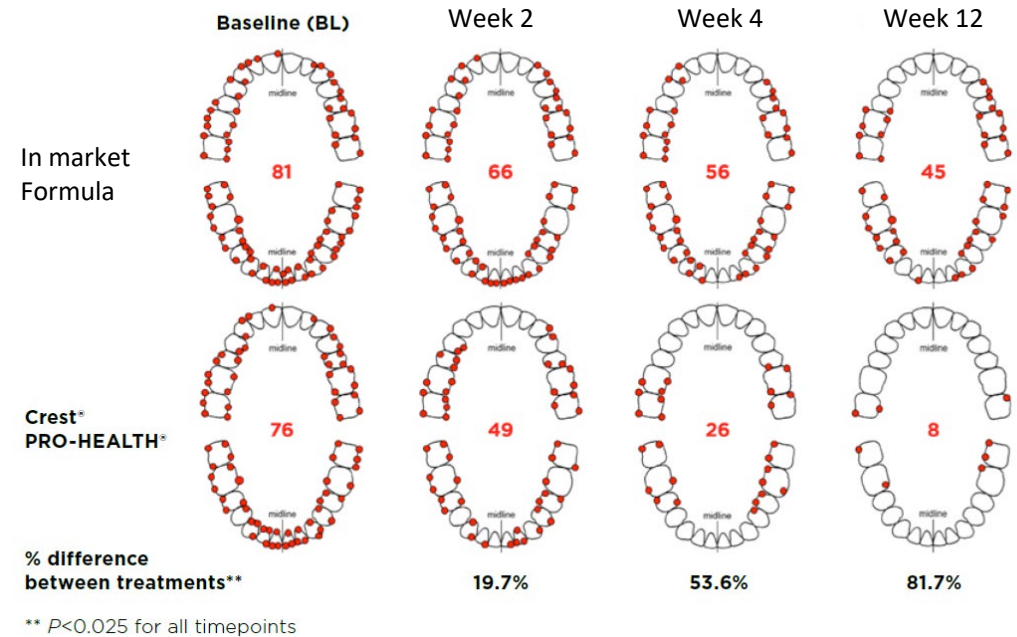 Baseline (BL) Week 2 Week 4 Week 12
midline midline midline midline
In market
Formula
81 66 56 45
midline midline midline midline
midline midline midline midline
Crest®
PRO-HEALTH®
76 49 26 8
midline midline midline midline
% difference
between treatments** 19.7% 53.6% 81.7%
** P<0.025 for all timepoints